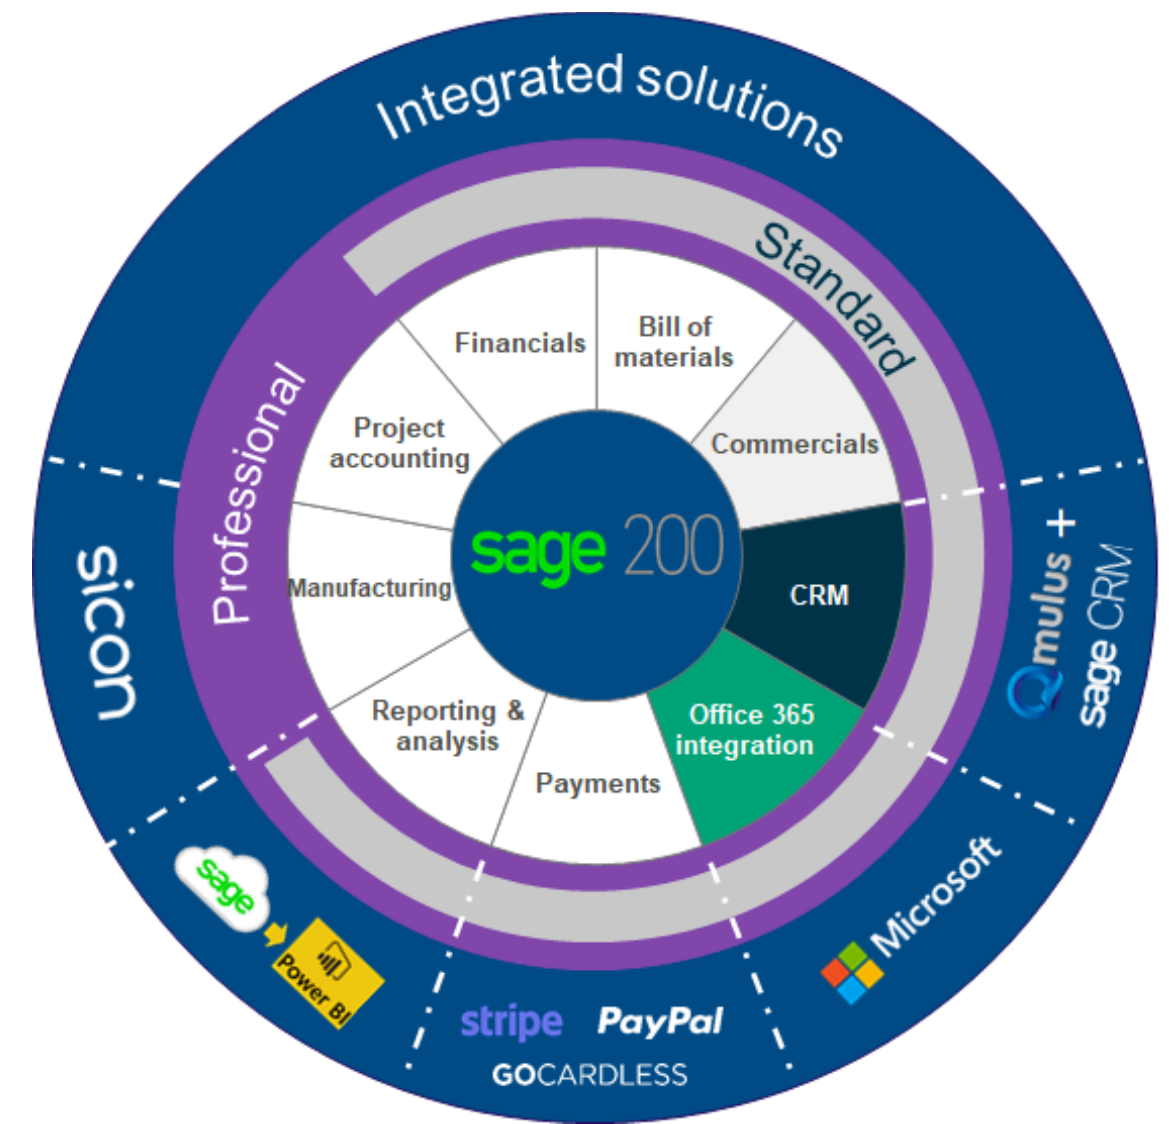 Integrated solutions
Standard
Professional
Financials
Bill of
materials
Commercials
CRM
Office 365
integration
Payments
Reporting &
analysis
Manufacturing
Project
accounting
sage 200
Qmulus +
sage CRM
Microsoft
stripe PayPal
GOCARDLESS
sage
Power BI
sicon